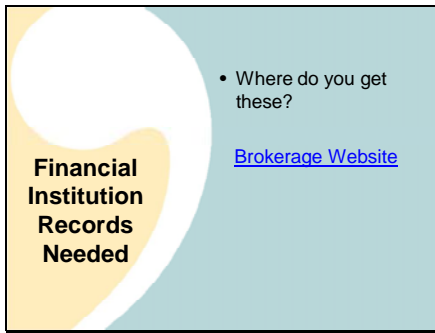 Financial
Institution
Records
Needed
• Where do you get
these?
Brokerage Website